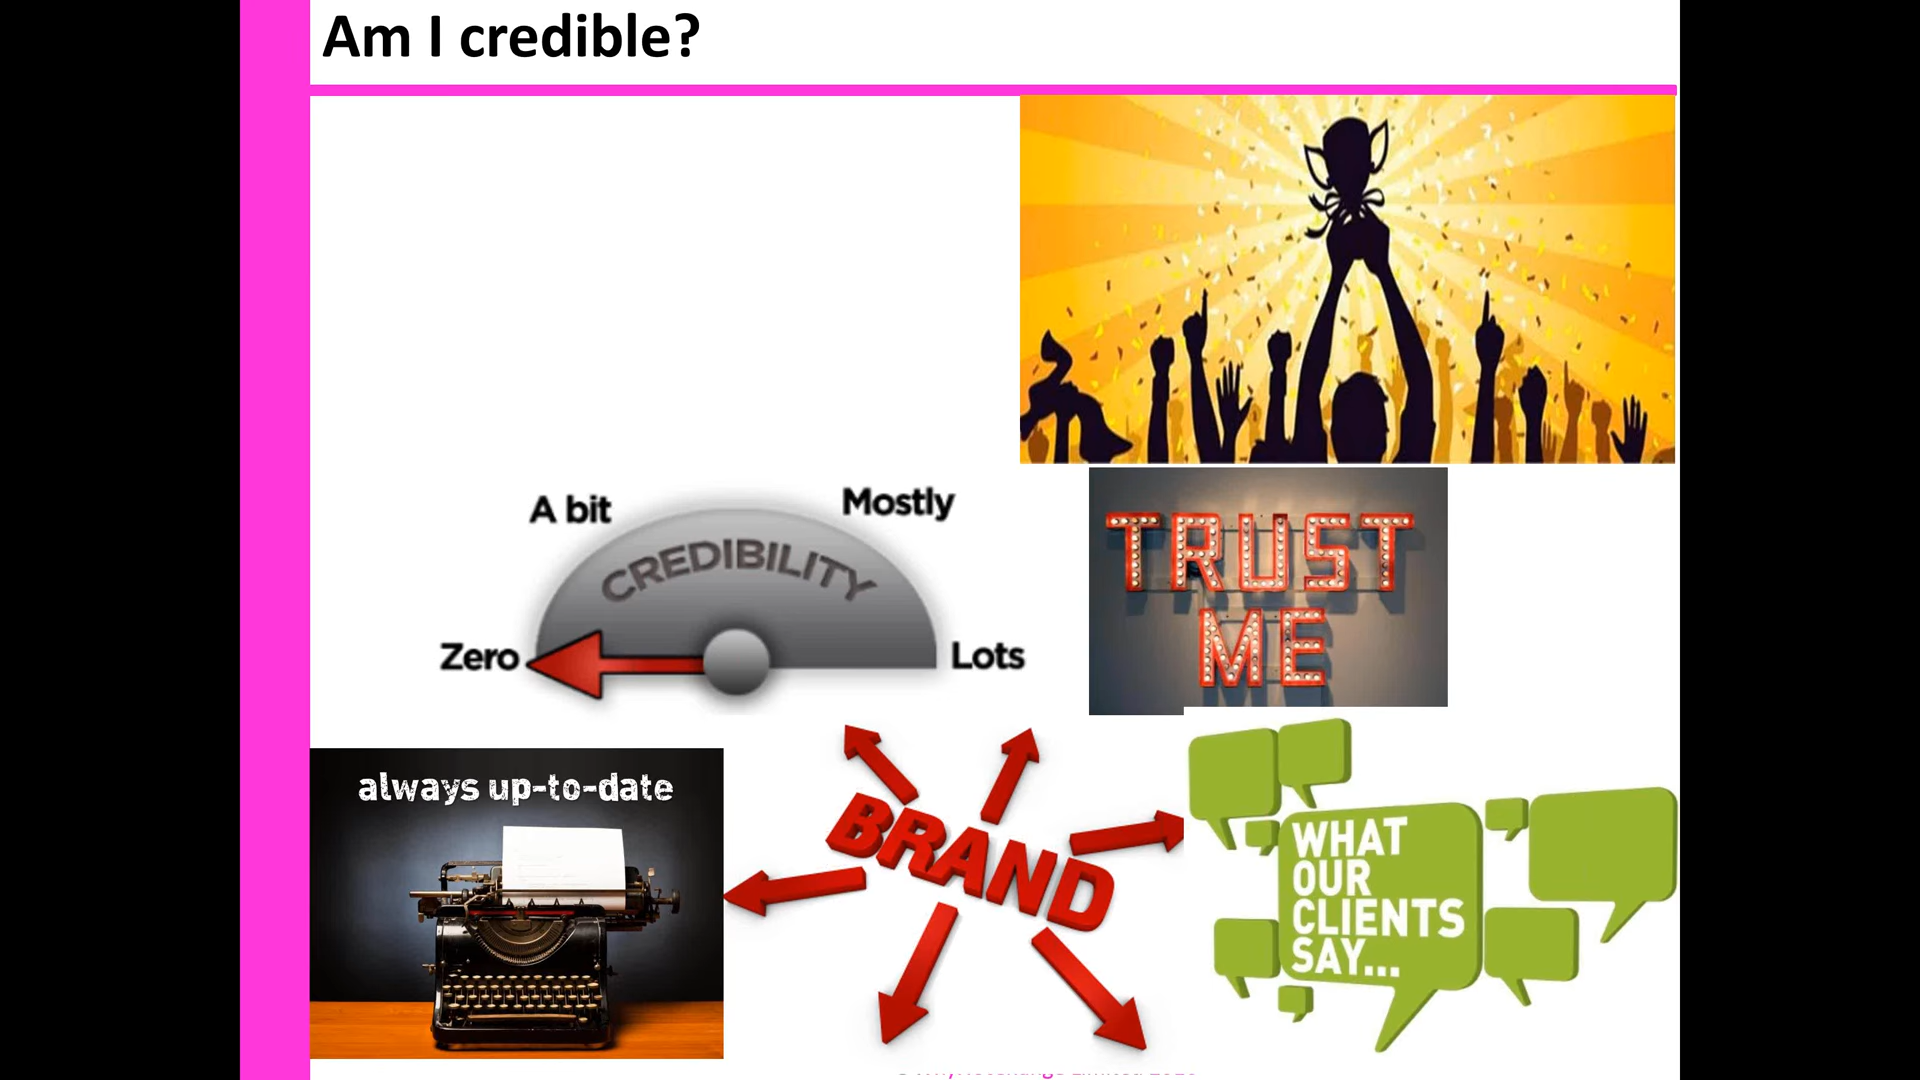 Am I credible?
A bit
Mostly
CREDIBILITY
Zero
Lots
TRUST
ME
always up-to-date
BRAND
WHAT
OUR
CLIENTS
SAY...